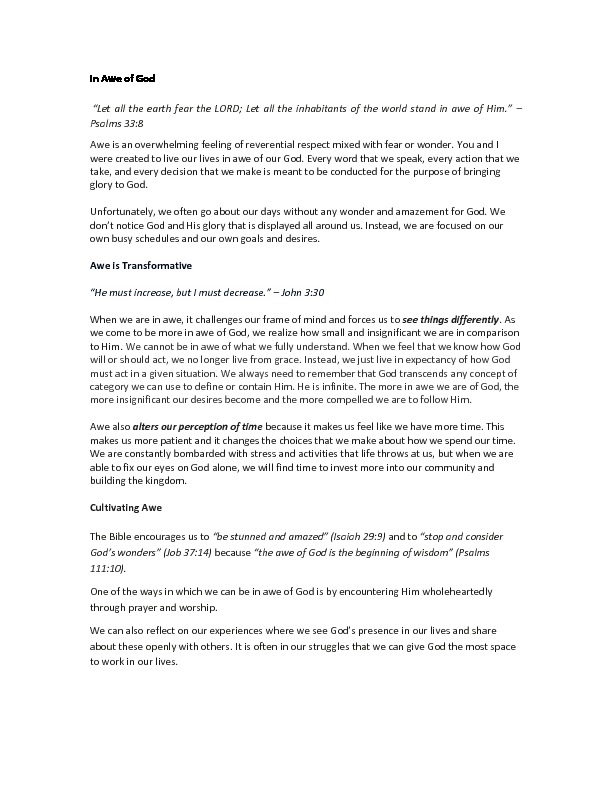 In Awe of God
“Let all the earth fear the LORD; Let all the inhabitants of the world stand in awe of Him.” –
Psalms 33:8
Awe is an overwhelming feeling of reverential respect mixed with fear or wonder. You and I
were created to live our lives in awe of our God. Every word that we speak, every action that we
take, and every decision that we make is meant to be conducted for the purpose of bringing
glory to God.
Unfortunately, we often go about our days without any wonder and amazement for God. We
don’t notice God and His glory that is displayed all around us. Instead, we are focused on our
own busy schedules and our own goals and desires.
Awe is Transformative
“He must increase, but I must decrease.” – John 3:30
When we are in awe, it challenges our frame of mind and forces us to see things differently. As
we come to be more in awe of God, we realize how small and insignificant we are in comparison
to Him. We cannot be in awe of what we fully understand. When we feel that we know how God
will or should act, we no longer live from grace. Instead, we just live in expectancy of how God
must act in a given situation. We always need to remember that God transcends any concept of
category we can use to define or contain Him. He is infinite. The more in awe we are of God, the
more insignificant our desires become and the more compelled we are to follow Him.
Awe also alters our perception of time because it makes us feel like we have more time. This
makes us more patient and it changes the choices that we make about how we spend our time.
We are constantly bombarded with stress and activities that life throws at us, but when we are
able to fix our eyes on God alone, we will find time to invest more into our community and
building the kingdom.
Cultivating Awe
The Bible encourages us to “be stunned and amazed” (Isaiah 29:9) and to “stop and consider
God’s wonders” (Job 37:14) because “the awe of God is the beginning of wisdom” (Psalms
111:10).
One of the ways in which we can be in awe of God is by encountering Him wholeheartedly
through prayer and worship.
We can also reflect on our experiences where we see God’s presence in our lives and share
about these openly with others. It is often in our struggles that we can give God the most space
to work in our lives.